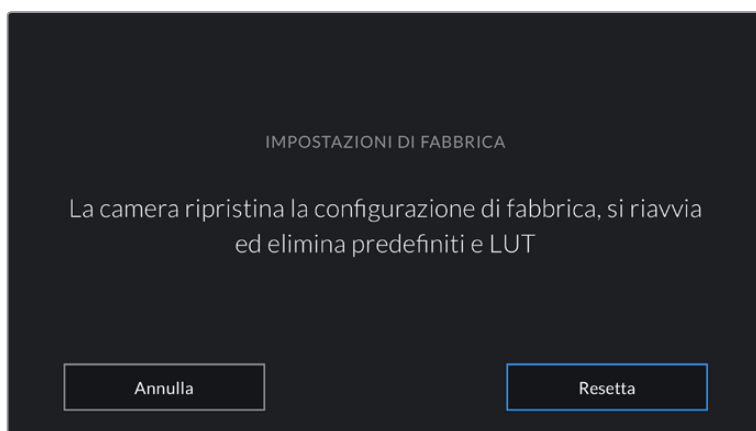 IMPOSTAZIONI DI FABBRICA
La camera ripristina la configurazione di fabbrica, si riavvia
ed elimina predefiniti e LUT
Annulla
Resetta